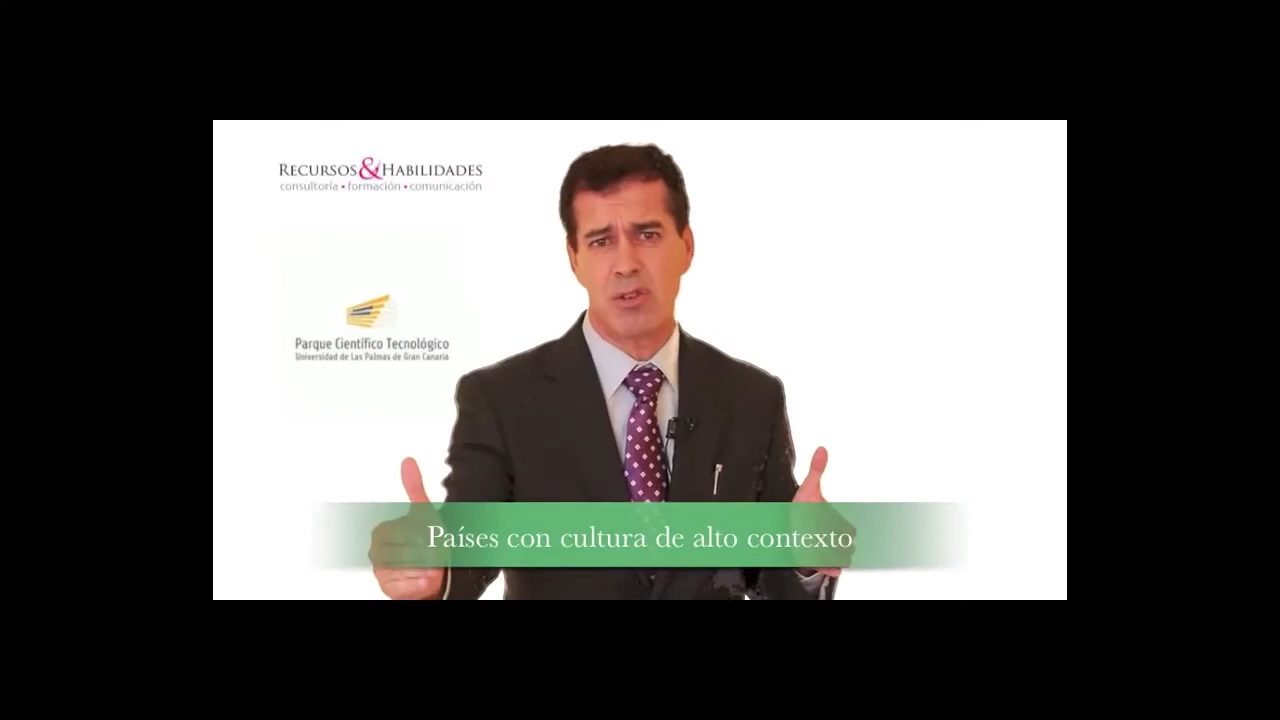 RECURSOS&HABILIDADES
consultoría • formación • comunicación
Parque Científico Tecnológico
Universidad de Las Palmas de Gran Canaria
Países con cultura de alto contexto